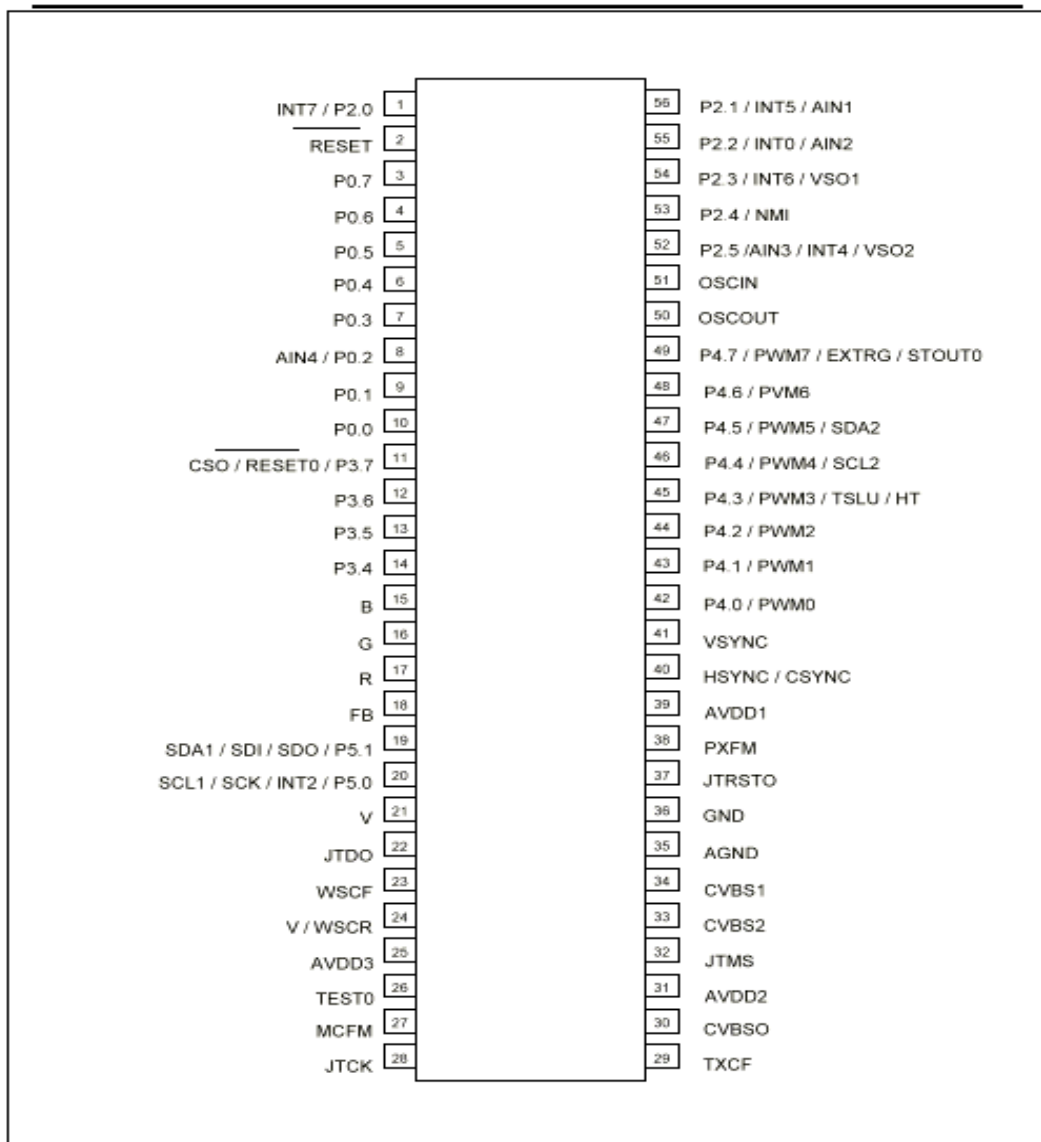 INT7 / P2.0 1
RESET 2
P0.7 3
P0.6 4
P0.5 5
P0.4 6
P0.3 7
AIN4 / P0.2 8
P0.1 9
P0.0 10
CSO / RESET0 / P3.7 11
P3.6 12
P3.5 13
P3.4 14
B 15
G 16
R 17
FB 18
SDA1 / SDI / SDO / P5.1 19
SCL1 / SCK / INT2 / P5.0 20
V 21
JTDO 22
WSCF 23
V / WSCR 24
AVDD3 25
TEST0 26
MCFM 27
JTCK 28
56 P2.1 / INT5 / AIN1
55 P2.2 / INT0 / AIN2
54 P2.3 / INT6 / VSO1
53 P2.4 / NMI
52 P2.5 /AIN3 / INT4 / VSO2
51 OSCIN
50 OSCOUT
49 P4.7 / PWM7 / EXTRG / STOUT0
48 P4.6 / PVM6
47 P4.5 / PWM5 / SDA2
46 P4.4 / PWM4 / SCL2
45 P4.3 / PWM3 / TSLU / HT
44 P4.2 / PWM2
43 P4.1 / PWM1
42 P4.0 / PWM0
41 VSYNC
40 HSYNC / CSYNC
39 AVDD1
38 PXFM
37 JTRSTO
36 GND
35 AGND
34 CVBS1
33 CVBS2
32 JTMS
31 AVDD2
30 CVBSO
29 TXCF